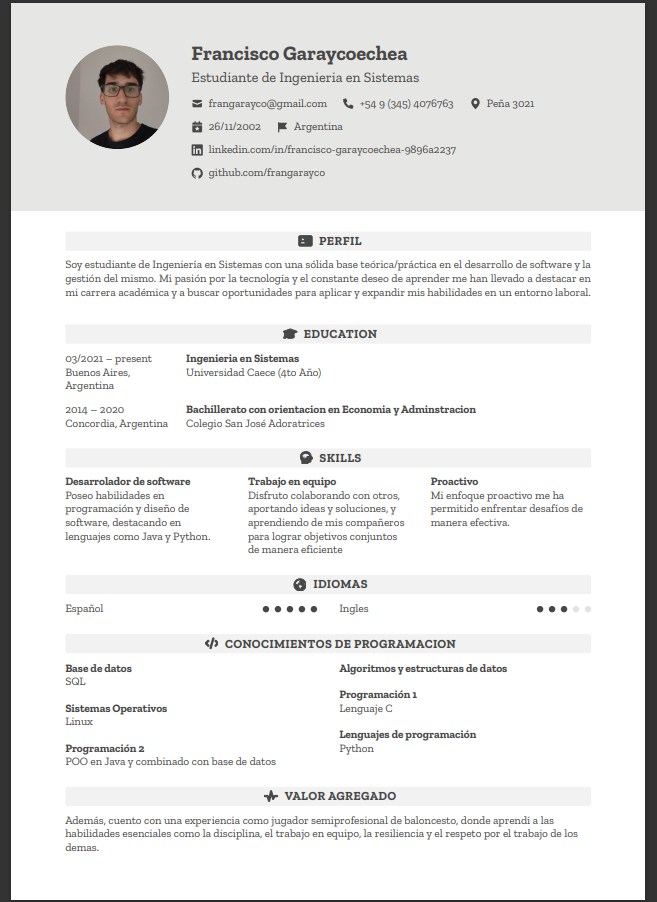 Francisco Garaycoechea
Estudiante de Ingenieria en Sistemas
frangarayco@gmail.com +54 9 (345) 4076763 Peña 3021
26/11/2002 Argentina
linkedin.com/in/francisco-garaycoechea-9896a2237
github.com/frangarayco
PERFIL
Soy estudiante de Ingeniería en Sistemas con una sólida base teórica/práctica en el desarrollo de software y la
gestión del mismo. Mi pasión por la tecnología y el constante deseo de aprender me han llevado a destacar en
mi carrera académica y a buscar oportunidades para aplicar y expandir mis habilidades en un entorno laboral.
EDUCATION
03/2021 – present
Buenos Aires,
Argentina
Ingenieria en Sistemas
Universidad Caece (4to Año)
2014 – 2020
Concordia, Argentina
Bachillerato con orientacion en Economia y Adminstracion
Colegio San José Adoratrices
SKILLS
Desarrolador de software
Poseo habilidades en
programación y diseño de
software, destacando en
lenguajes como Java y Python.
Trabajo en equipo
Disfruto colaborando con otros,
aportando ideas y soluciones, y
aprendiendo de mis compañeros
para lograr objetivos conjuntos
de manera eficiente
Proactivo
Mi enfoque proactivo me ha
permitido enfrentar desafíos de
manera efectiva.
IDIOMAS
Español
Ingles
CONOCIMIENTOS DE PROGRAMACION
Base de datos
SQL
Sistemas Operativos
Linux
Programación 2
POO en Java y combinado con base de datos
Algoritmos y estructuras de datos
Programación 1
Lenguaje C
Lenguajes de programación
Python
VALOR AGREGADO
Además, cuento con una experiencia como jugador semiprofesional de baloncesto, donde aprendí a las
habilidades esenciales como la disciplina, el trabajo en equipo, la resiliencia y el respeto por el trabajo de los
demas.